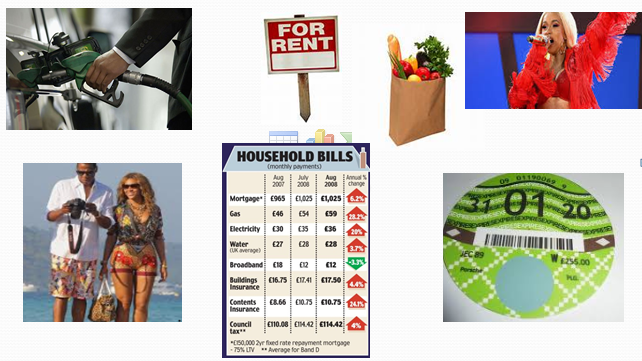 FOR
RENT
HOUSEHOLD BILLS
(monthly payments)
Aug 2007 July 2008 Aug 2008 Annual % change
Mortgage* £965 £1,025 £1,025 6.2%
Gas £46 £54 £59 28.2%
Electricity £30 £35 £36 20%
Water (UK average) £27 £28 £28 3.7%
Broadband £18 £12 £12 -3.3%
Buildings Insurance £16.75 £17.41 £17.50 4.4%
Contents Insurance £8.66 £10.75 £10.75 24.1%
Council tax** £110.08 £114.42 £114.42 4%
*£150,000 2yr fixed rate repayment mortgage
- 75% LTV ** Average for Band D
31 01 20
Porsche
£255.00
PLG